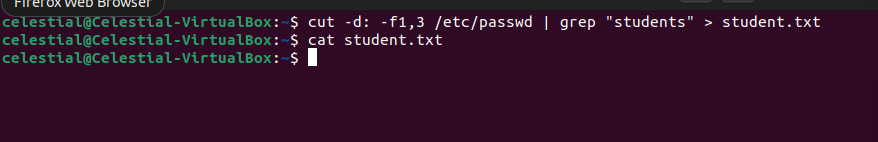 Firefox Web Browser
celestial@Celestial-VirtualBox:~$ cut -d: -f1,3 /etc/passwd | grep "students" > student.txt
celestial@Celestial-VirtualBox:~$ cat student.txt
celestial@Celestial-VirtualBox:~$